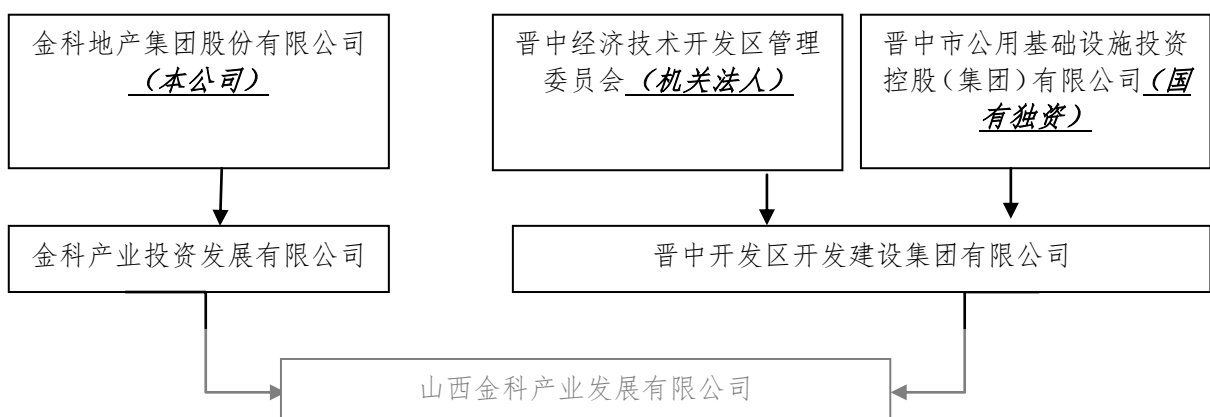 金科地产集团股份有限公司
（本公司）
晋中经济技术开发区管理
委员会（机关法人）
晋中市公用基础设施投资
控股（集团）有限公司（国
有独资）
金科产业投资发展有限公司
晋中开发区开发建设集团有限公司
山西金科产业发展有限公司